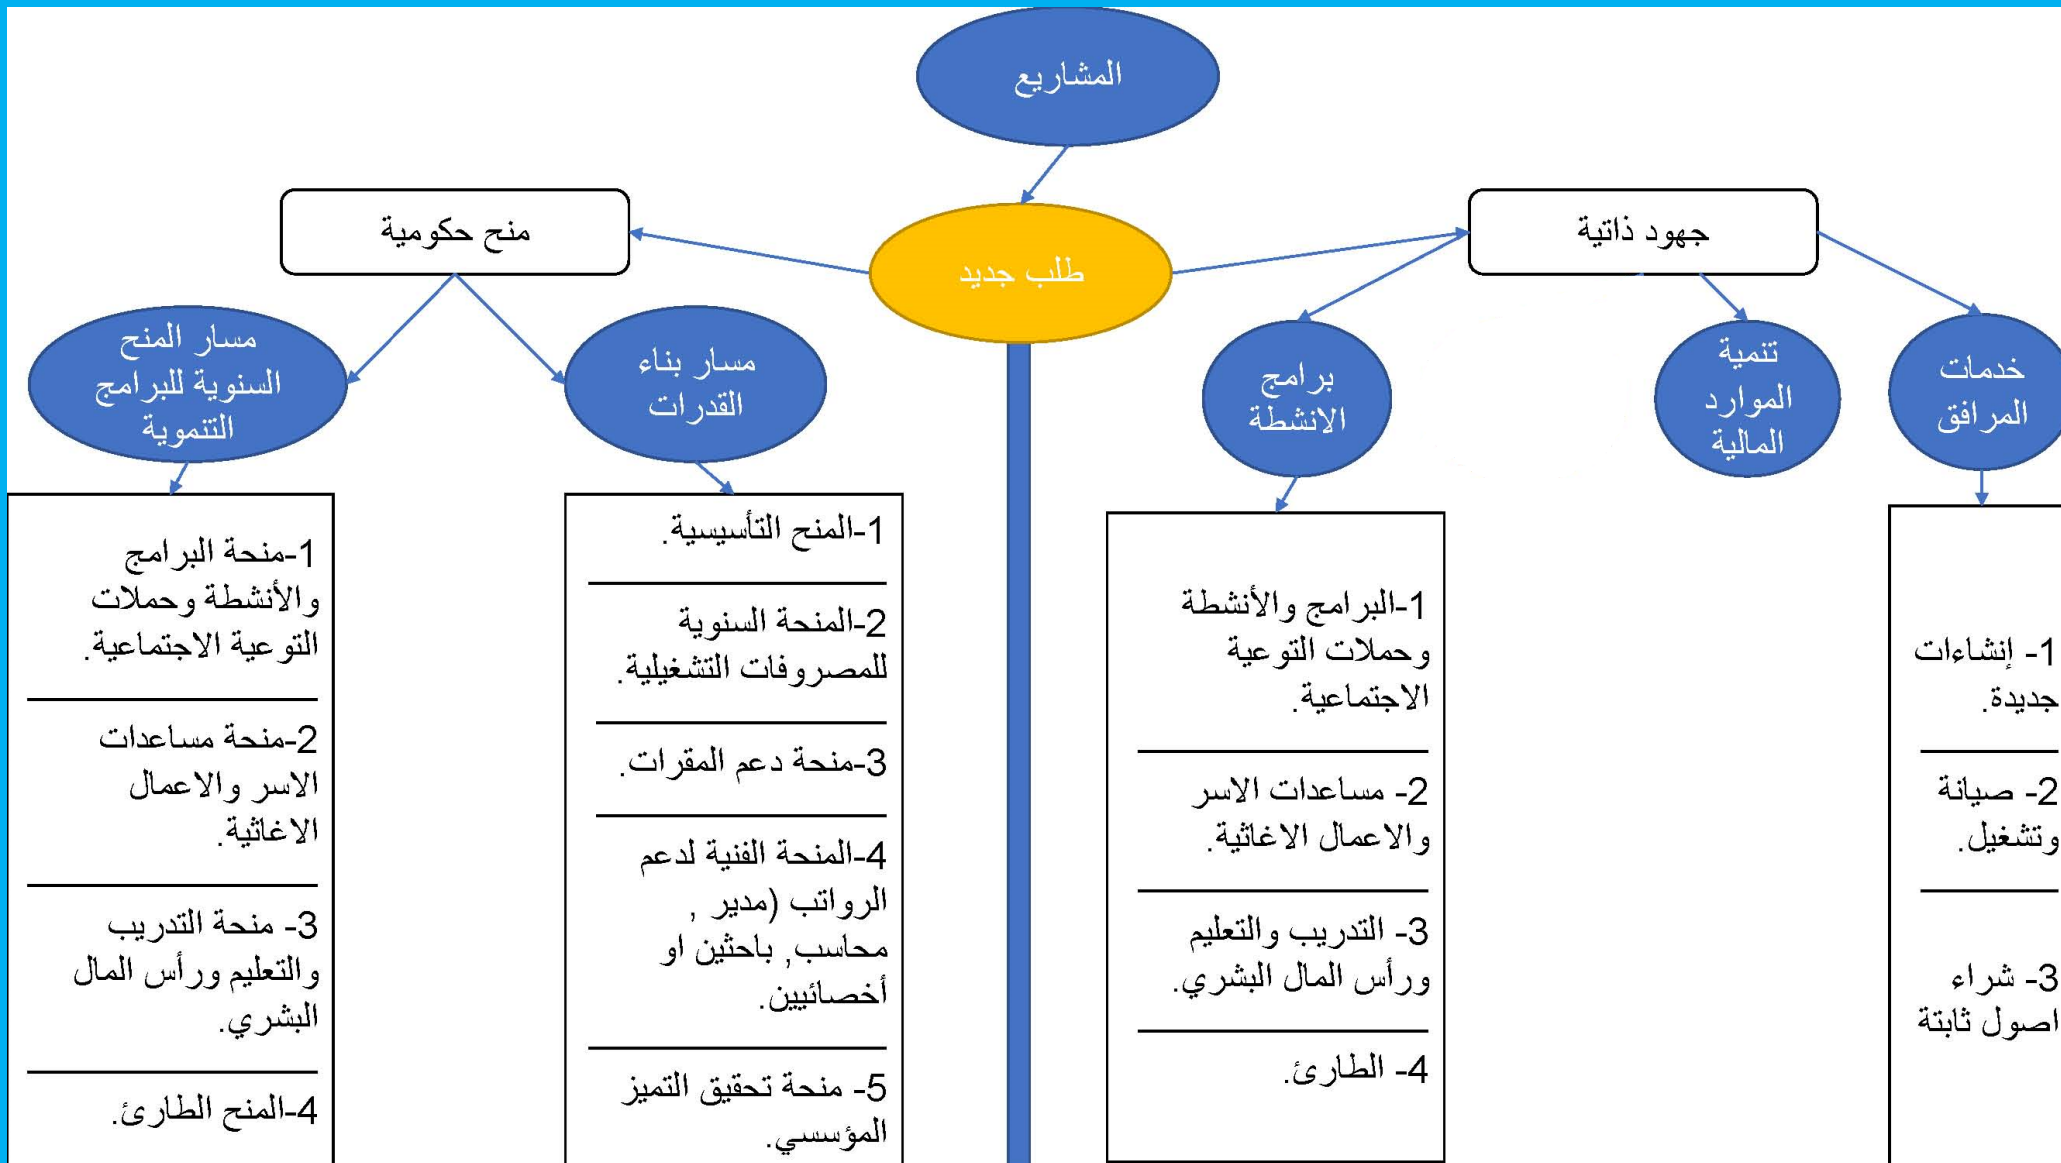 المشاريع
طلب جديد
جهود ذاتية
منح حكومية
خدمات
المرافق
تنمية
الموارد
المالية
برامج
الانشطة
مسار بناء
القدرات
مسار المنح
السنوية للبرامج
التنموية
1- إنشاءات
جديدة.
2- صيانة
وتشغيل.
3- شراء
اصول ثابتة
1-البرامج والأنشطة
وحملات التوعية
الاجتماعية.
2- مساعدات الاسر
والاعمال الاغاثية.
3- التدريب والتعليم
ورأس المال البشري.
4- الطارئ.
1-المنح التأسيسية.
2-المنحة السنوية
للمصروفات التشغيلية.
3-منحة دعم المقرات.
4-المنحة الفنية لدعم
الرواتب (مدير ,
محاسب, باحثين او
أخصائيين.
5- منحة تحقيق التميز
المؤسسي.
1-منحة البرامج
والأنشطة وحملات
التوعية الاجتماعية.
2-منحة مساعدات
الاسر والاعمال
الاغاثية.
3- منحة التدريب
والتعليم ورأس المال
البشري.
4-المنح الطارئ.